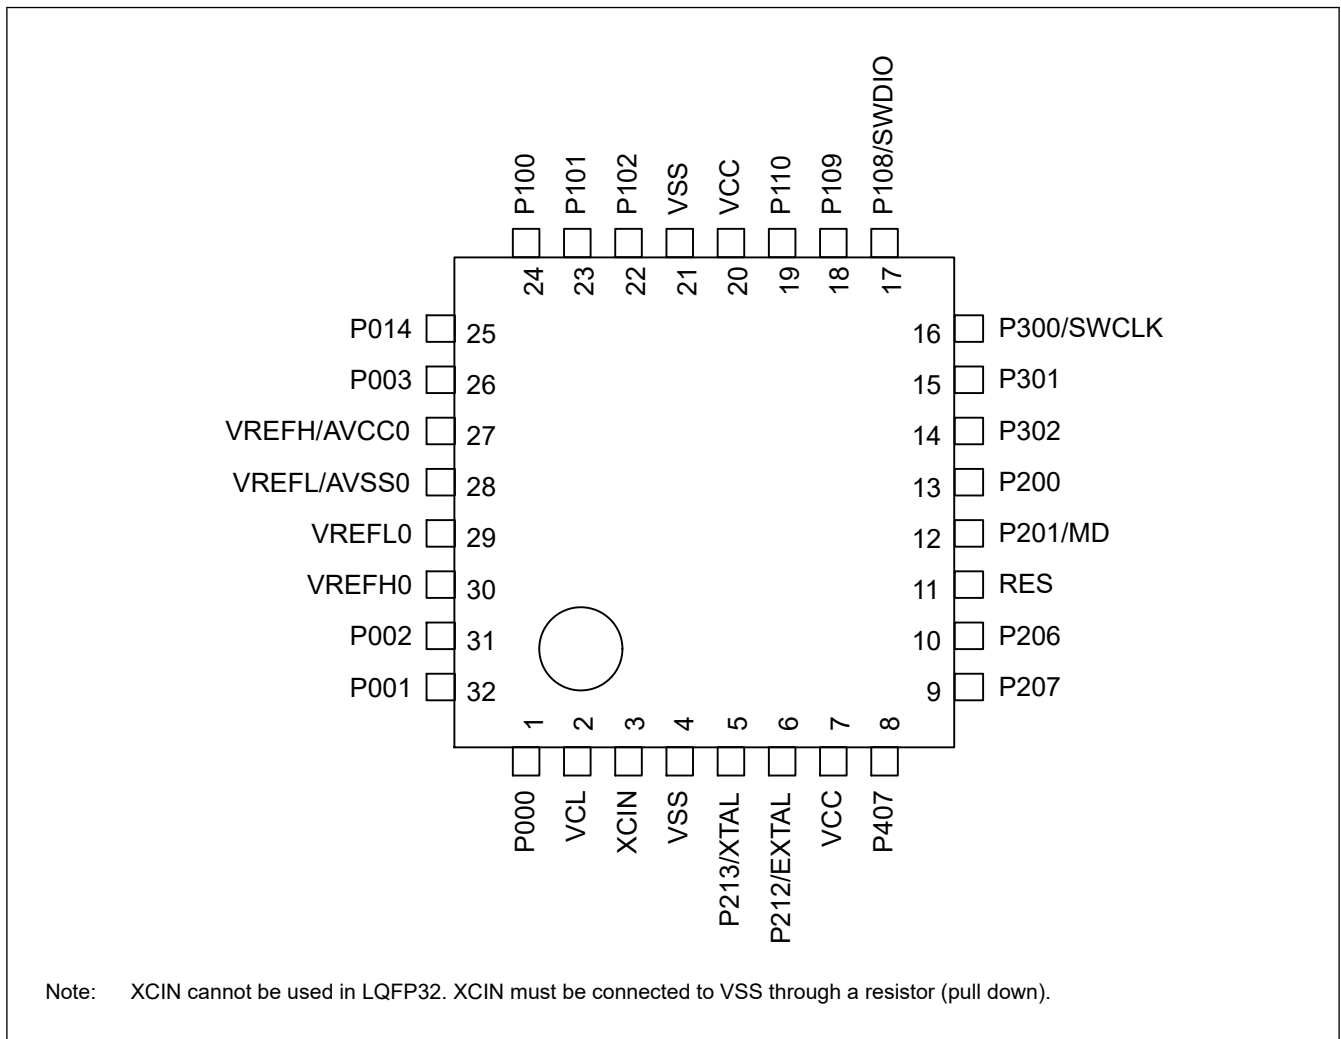 P108/SWDIO
P100
P101
P102
VSS
VCC
P110
P109
24
23
22
21
20
19
18
17
P014
25
16
P300/SWCLK
P003
26
15
P301
VREFH/AVCC0
27
14
P302
VREFL/AVSS0
28
13
P200
VREFL0
29
12
P201/MD
VREFH0
30
11
RES
P002
31
10
P206
P001
32
9
P207
1
2
3
4
5
6
7
8
P000
VCL
XCIN
VSS
P213/XTAL
P212/EXTAL
VCC
P407
Note: XCIN cannot be used in LQFP32. XCIN must be connected to VSS through a resistor (pull down).